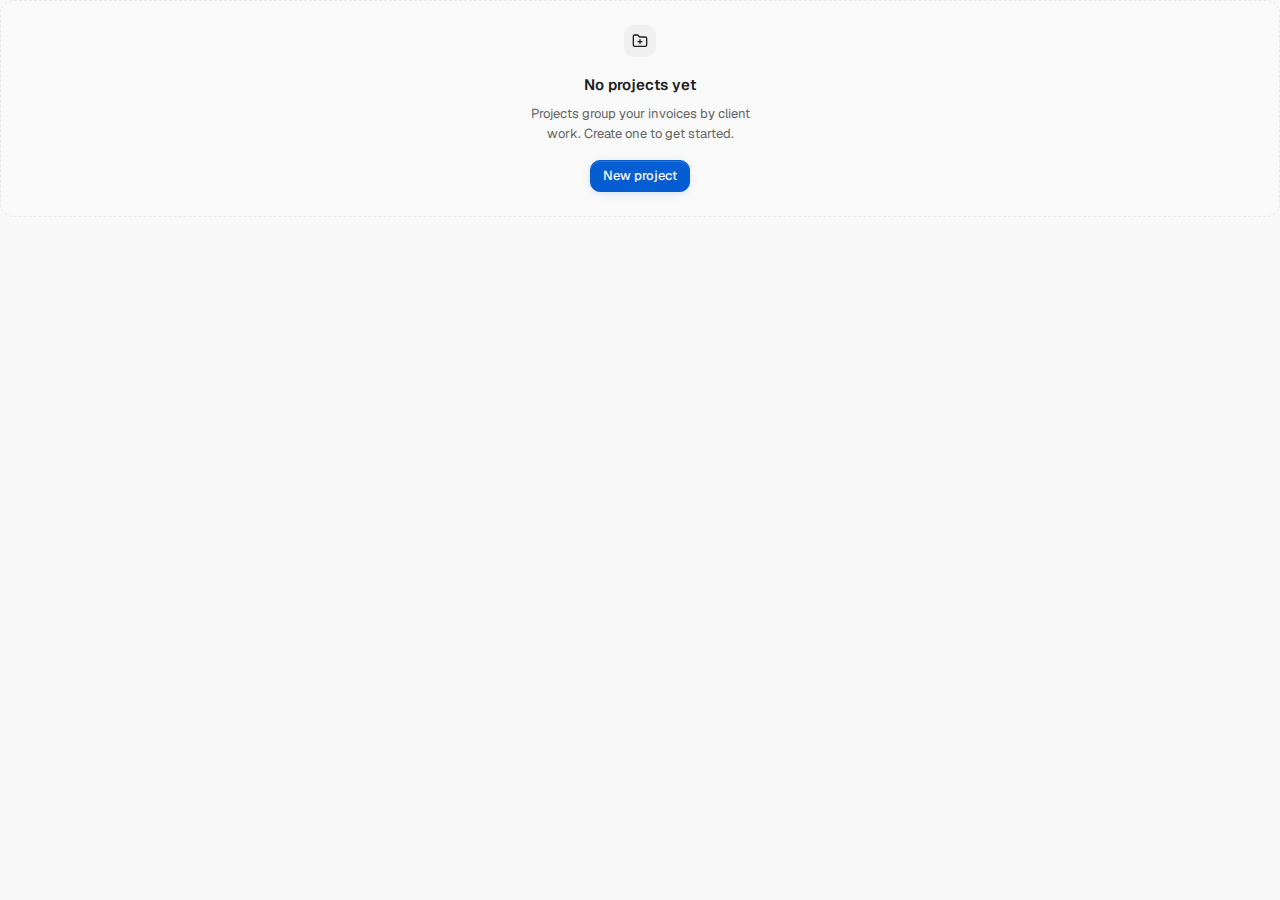 No projects yet
Projects group your invoices by client
work. Create one to get started.
New project